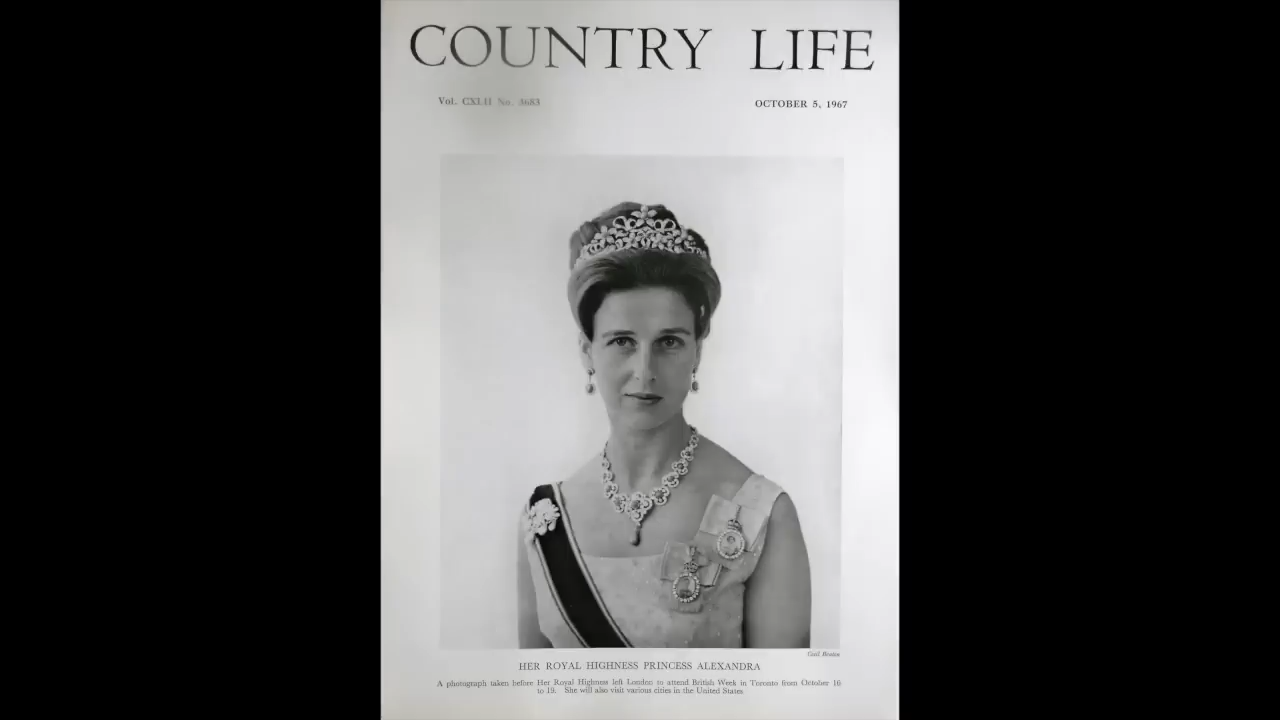 COUNTRY LIFE
Vol. CXLII No. 3683
OCTOBER 5, 1967
Cecil Beaton
HER ROYAL HIGHNESS PRINCESS ALEXANDRA
A photograph taken before Her Royal Highness left London to attend British Week in Toronto from October 16
to 19. She will also visit various cities in the United States